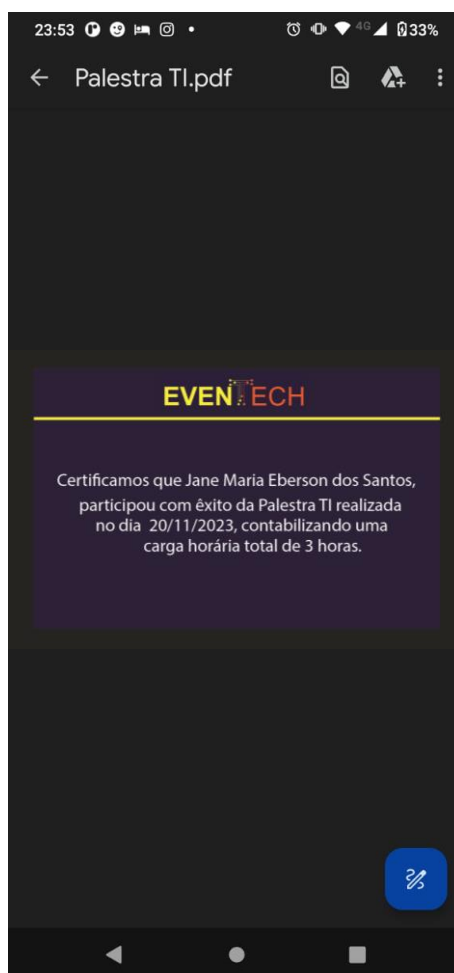 23:53
4G
33%
Palestra TI.pdf
EVENTECH
Certificamos que Jane Maria Eberson dos Santos,
participou com êxito da Palestra TI realizada
no dia 20/11/2023, contabilizando uma
carga horária total de 3 horas.